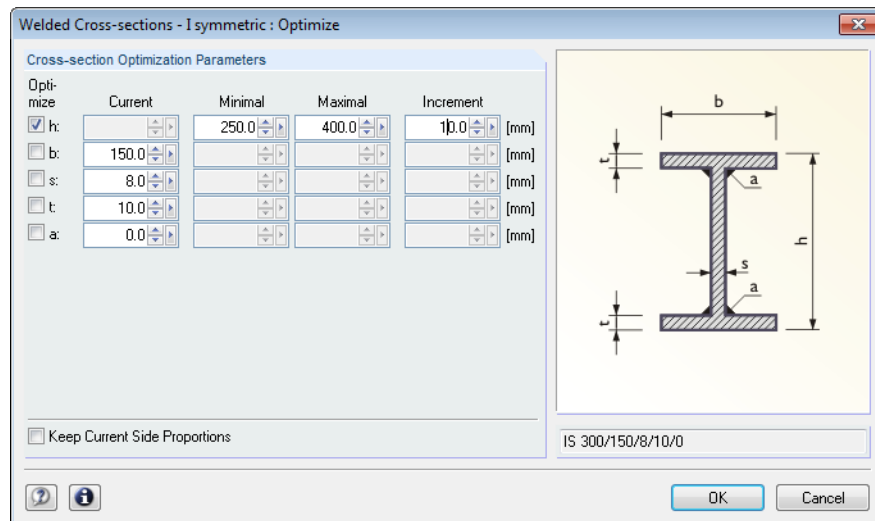 Welded Cross-sections - I symmetric : Optimize
Cross-section Optimization Parameters
Opti-
mize Current Minimal Maximal Increment
h: 250.0 400.0 10.0 [mm]
b: 150.0 [mm]
s: 8.0 [mm]
t: 10.0 [mm]
a: 0.0 [mm]
Keep Current Side Proportions
b
t
a
h
s
a
t
IS 300/150/8/10/0
OK Cancel